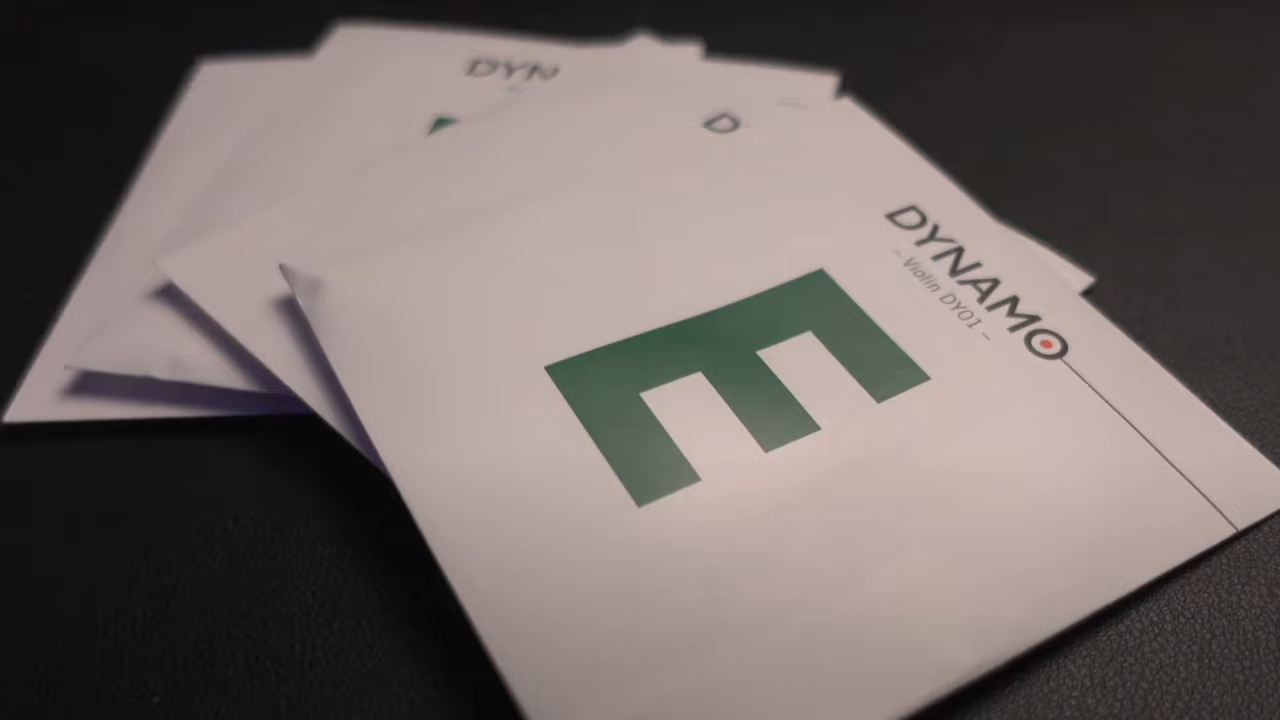 DYN
D
DYNAMO
– Violin DY01 –
E